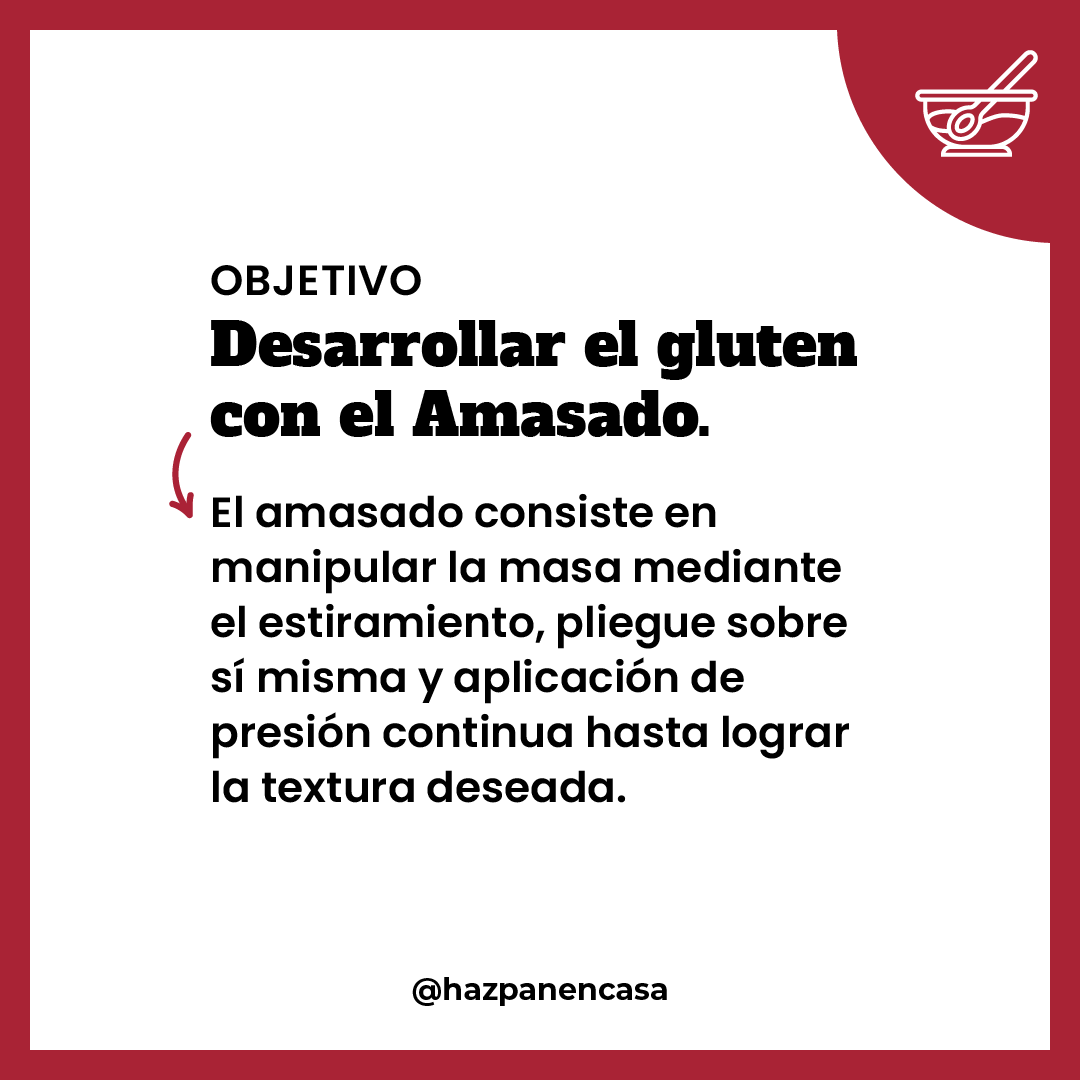 OBJETIVO
Desarrollar el gluten
con el Amasado.
El amasado consiste en
manipular la masa mediante
el estiramiento, pliegue sobre
sí misma y aplicación de
presión continua hasta lograr
la textura deseada.
@hazpanencasa